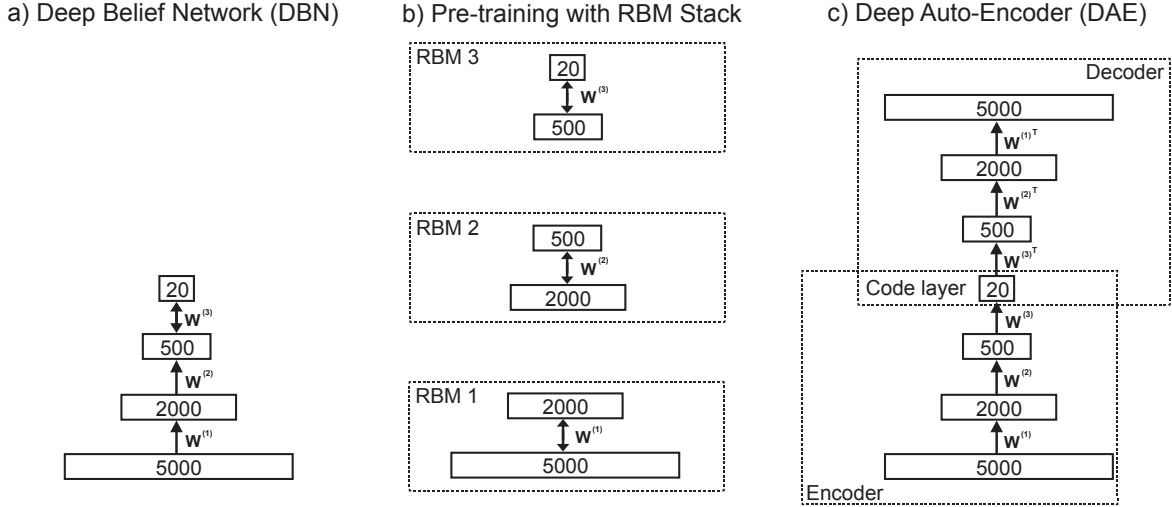 a) Deep Belief Network (DBN)
20
W(3)
500
W(2)
2000
W(1)
5000
b) Pre-training with RBM Stack
RBM 3
20
W(3)
500
RBM 2
500
W(2)
2000
RBM 1
2000
W(1)
5000
c) Deep Auto-Encoder (DAE)
Decoder
5000
W(1)T
2000
W(2)T
500
W(3)T
Code layer 20
W(3)
500
W(2)
2000
W(1)
5000
Encoder